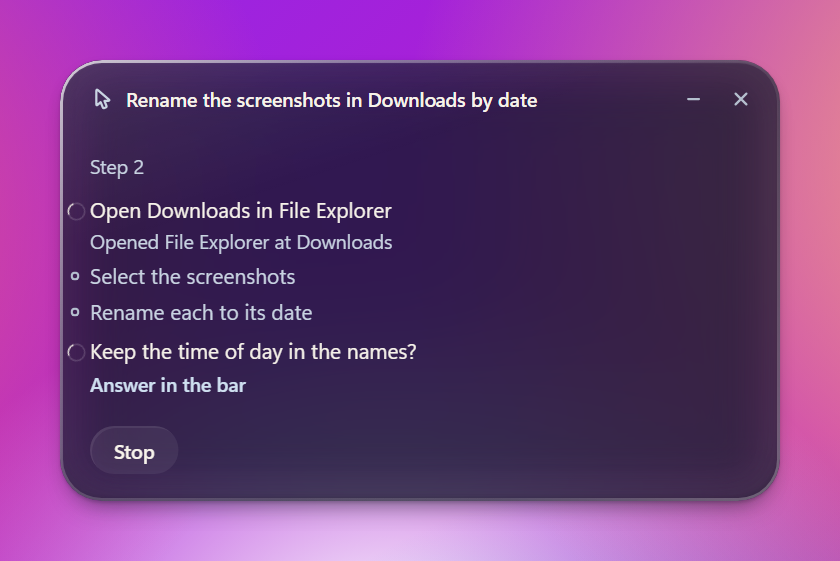 Rename the screenshots in Downloads by date
Step 2
Open Downloads in File Explorer
Opened File Explorer at Downloads
Select the screenshots
Rename each to its date
Keep the time of day in the names?
Answer in the bar
Stop